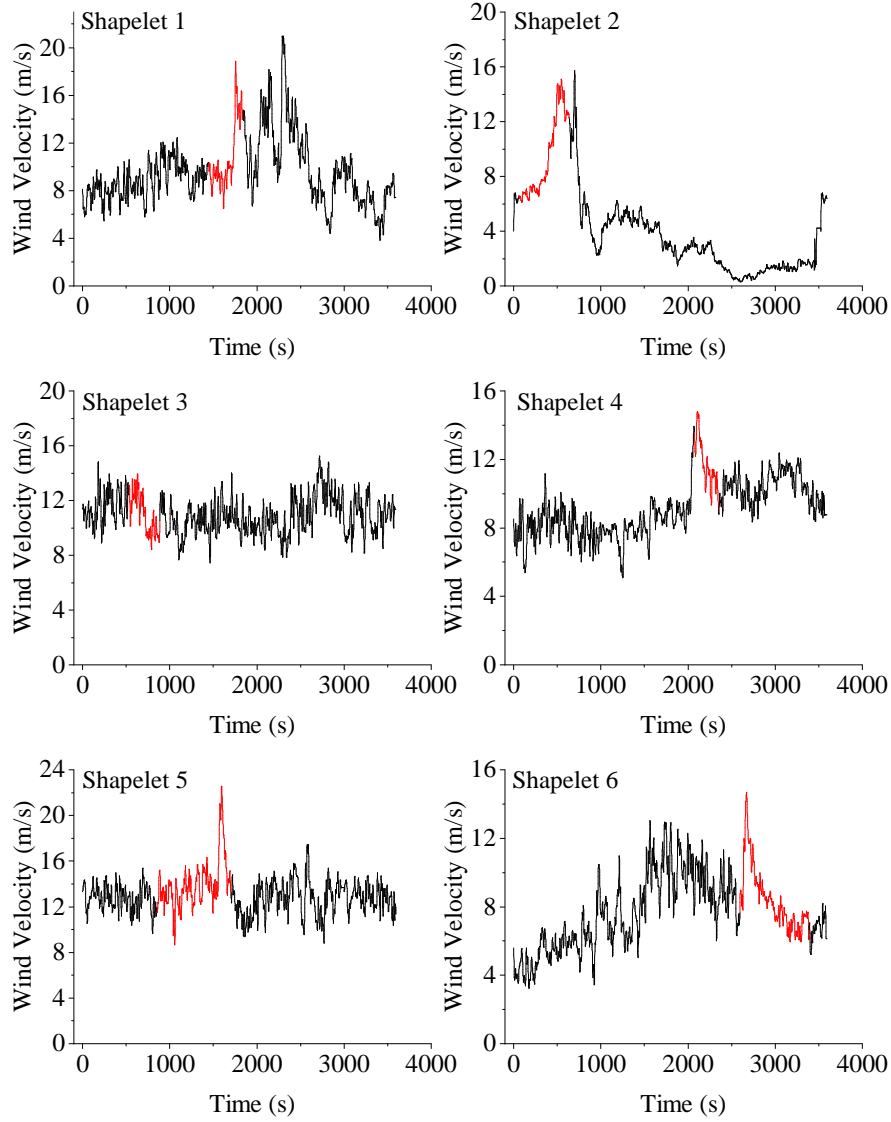 Shapelet 1
Wind Velocity (m/s)
20
16
12
8
4
0
0 1000 2000 3000 4000
Time (s)
Shapelet 2
Wind Velocity (m/s)
20
16
12
8
4
0
0 1000 2000 3000 4000
Time (s)
Shapelet 3
Wind Velocity (m/s)
20
16
12
8
4
0
0 1000 2000 3000 4000
Time (s)
Shapelet 4
Wind Velocity (m/s)
16
12
8
4
0
0 1000 2000 3000 4000
Time (s)
Shapelet 5
Wind Velocity (m/s)
24
20
16
12
8
4
0
0 1000 2000 3000 4000
Time (s)
Shapelet 6
Wind Velocity (m/s)
16
12
8
4
0
0 1000 2000 3000 4000
Time (s)